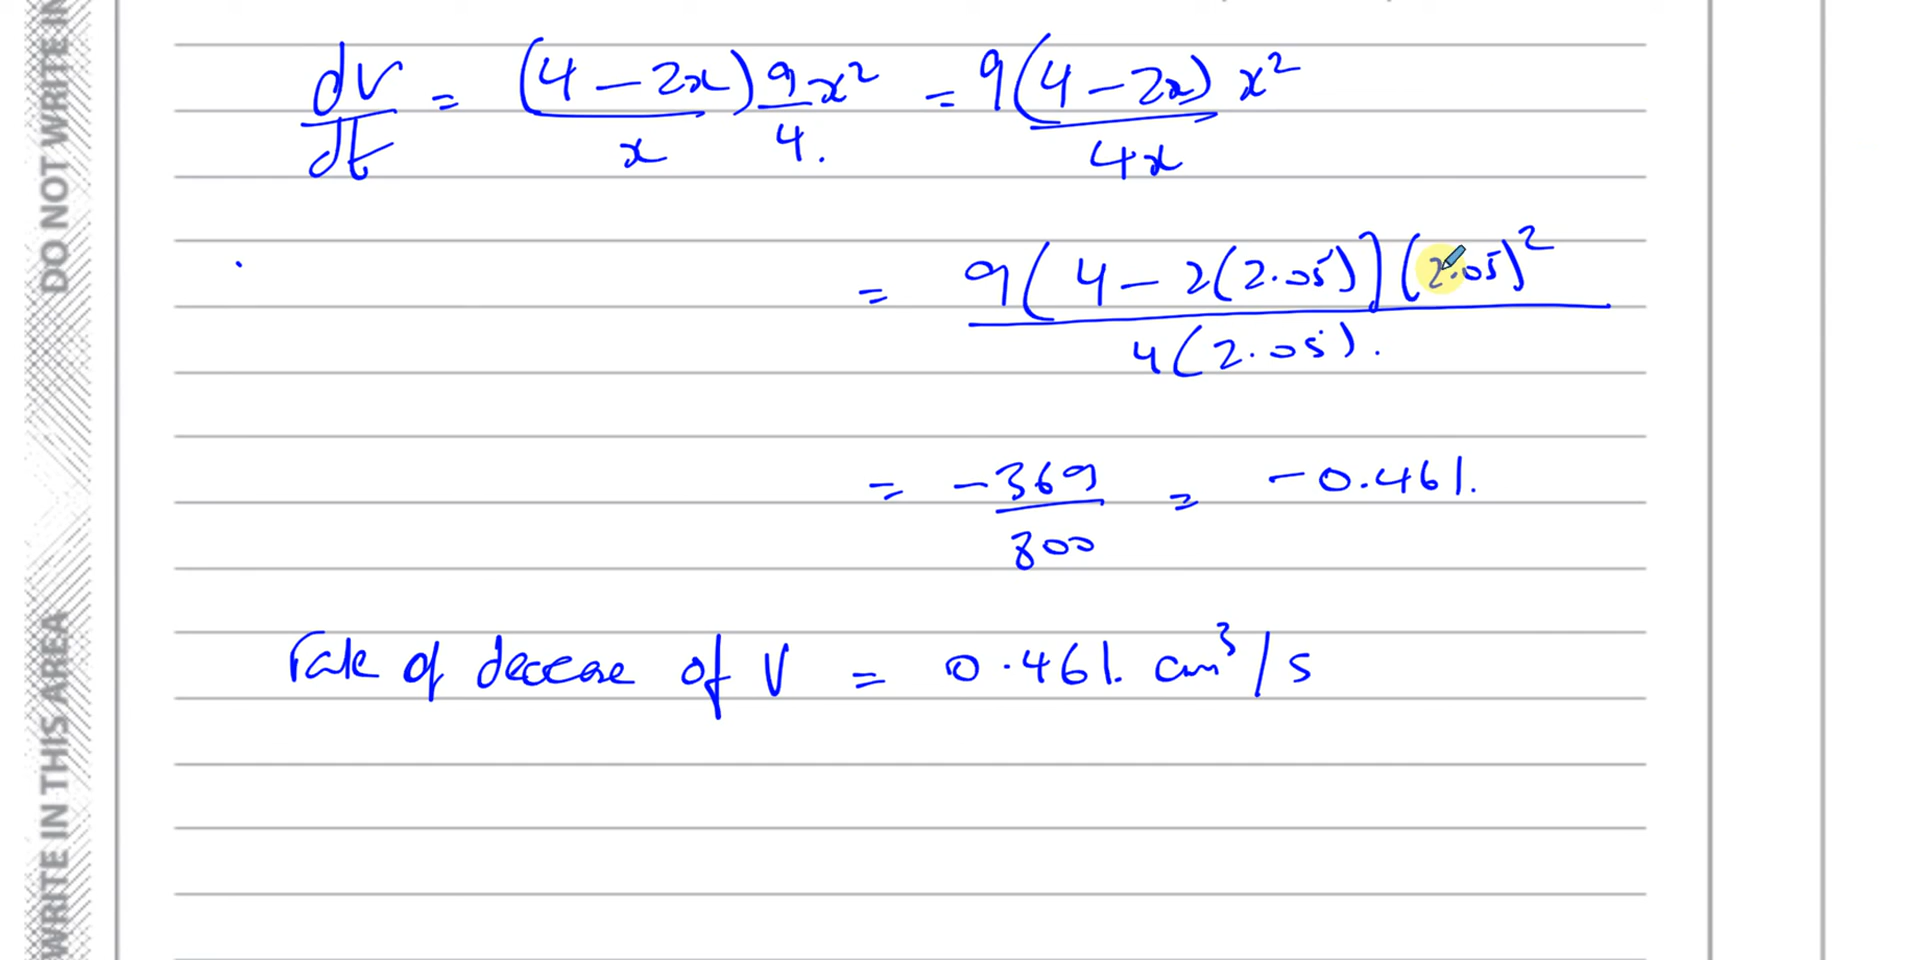 dV/dt = (4 - 2x)/x 9/4 x² = 9(4 - 2x) x²/4x
= 9(4 - 2(2.05)](2.05)²/4(2.05).
= -369/800 = -0.461.
rate of decrease of V = 0.461. cm³/s
DO NOT WRITE IN
WRITE IN THIS AREA